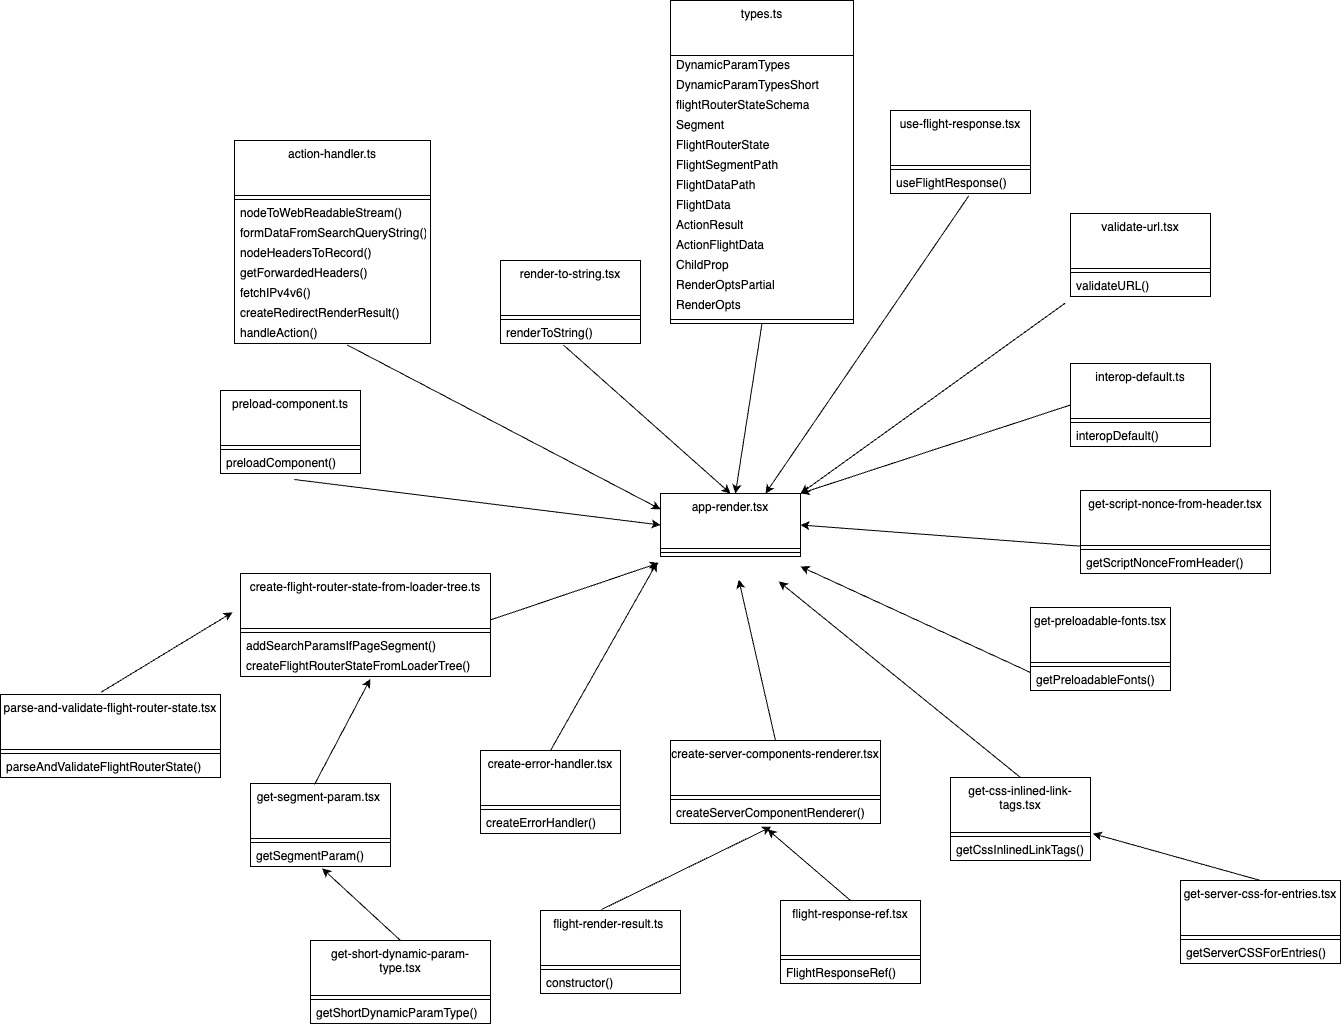 types.ts
DynamicParamTypes
DynamicParamTypesShort
flightRouterStateSchema
Segment
FlightRouterState
FlightSegmentPath
FlightDataPath
FlightData
ActionResult
ActionFlightData
ChildProp
RenderOptsPartial
RenderOpts
use-flight-response.tsx
useFlightResponse()
action-handler.ts
nodeToWebReadableStream()
formDataFromSearchQueryString()
nodeHeadersToRecord()
getForwardedHeaders()
fetchIPv4v6()
createRedirectRenderResult()
handleAction()
validate-url.tsx
validateURL()
render-to-string.tsx
renderToString()
interop-default.ts
interopDefault()
preload-component.ts
preloadComponent()
app-render.tsx
get-script-nonce-from-header.tsx
getScriptNonceFromHeader()
create-flight-router-state-from-loader-tree.ts
addSearchParamsIfPageSegment()
createFlightRouterStateFromLoaderTree()
get-preloadable-fonts.tsx
getPreloadableFonts()
parse-and-validate-flight-router-state.tsx
parseAndValidateFlightRouterState()
create-error-handler.tsx
createErrorHandler()
create-server-components-renderer.tsx
createServerComponentRenderer()
get-segment-param.tsx
getSegmentParam()
get-css-inlined-link-
tags.tsx
getCssInlinedLinkTags()
get-server-css-for-entries.tsx
getServerCSSForEntries()
flight-render-result.ts
constructor()
flight-response-ref.tsx
FlightResponseRef()
get-short-dynamic-param-
type.tsx
getShortDynamicParamType()